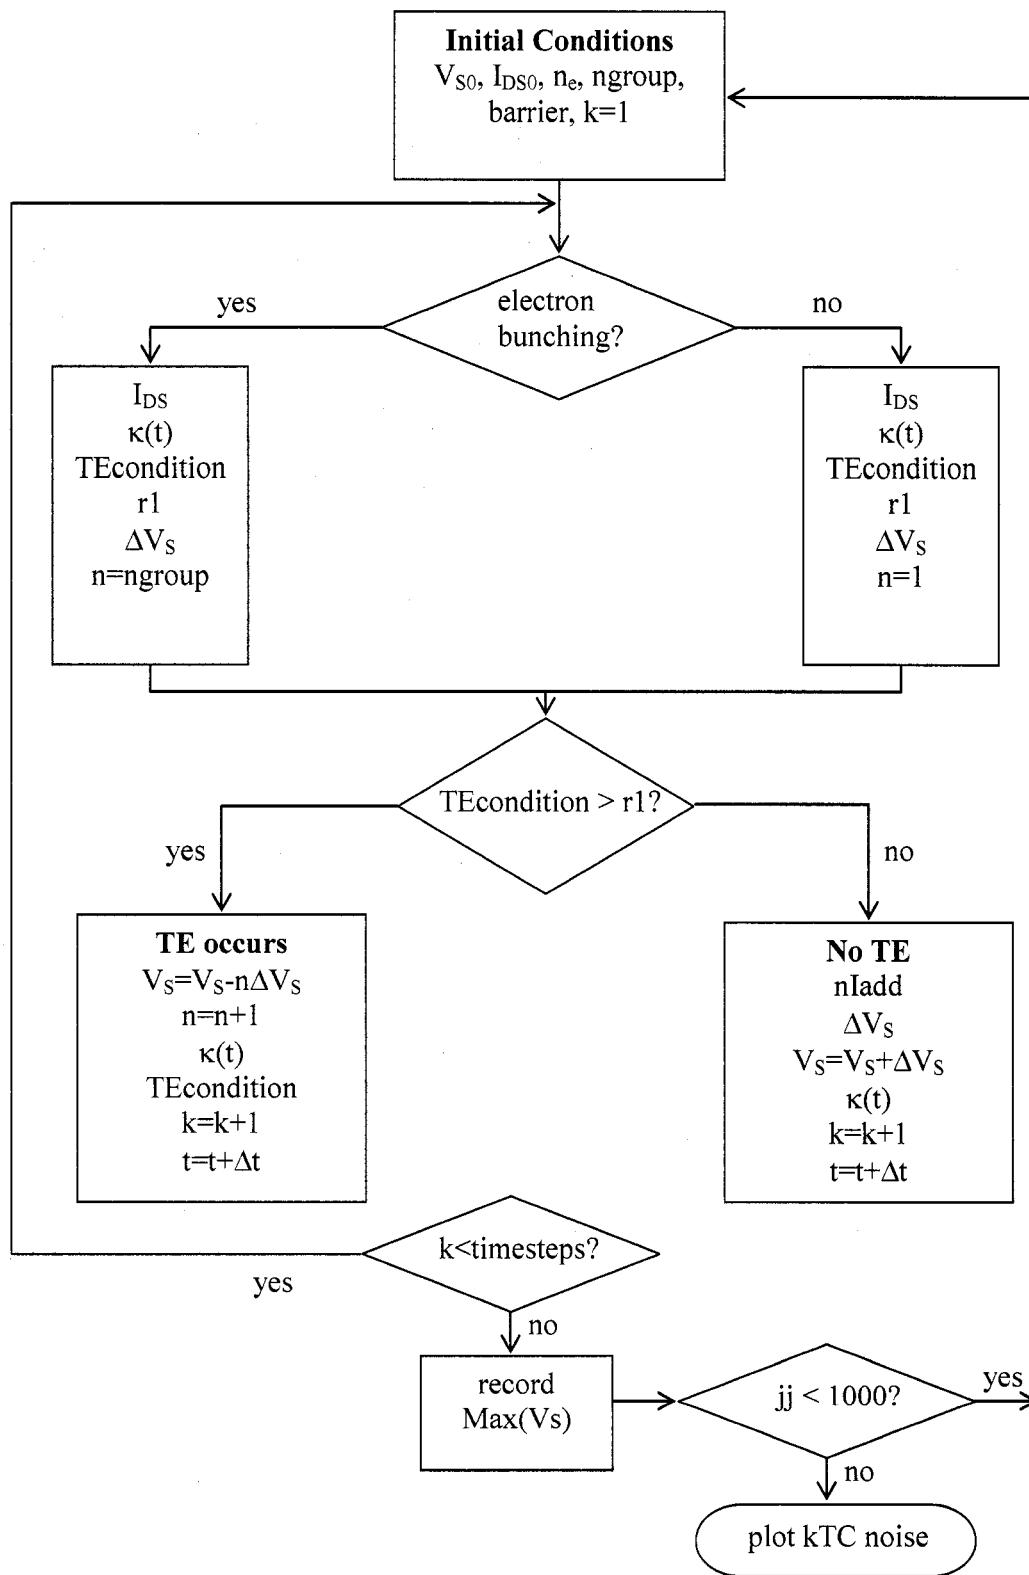 Initial Conditions
V_S0, I_DS0, n_e, ngroup,
barrier, k=1
electron
bunching?
yes
no
I_DS
κ(t)
TEcondition
r1
ΔV_S
n=ngroup
I_DS
κ(t)
TEcondition
r1
ΔV_S
n=1
TEcondition > r1?
yes
no
TE occurs
V_S=V_S-nΔV_S
n=n+1
κ(t)
TEcondition
k=k+1
t=t+Δt
No TE
nIadd
ΔV_S
V_S=V_S+ΔV_S
κ(t)
k=k+1
t=t+Δt
k<timesteps?
yes
no
record
Max(Vs)
jj < 1000?
yes
no
plot kTC noise